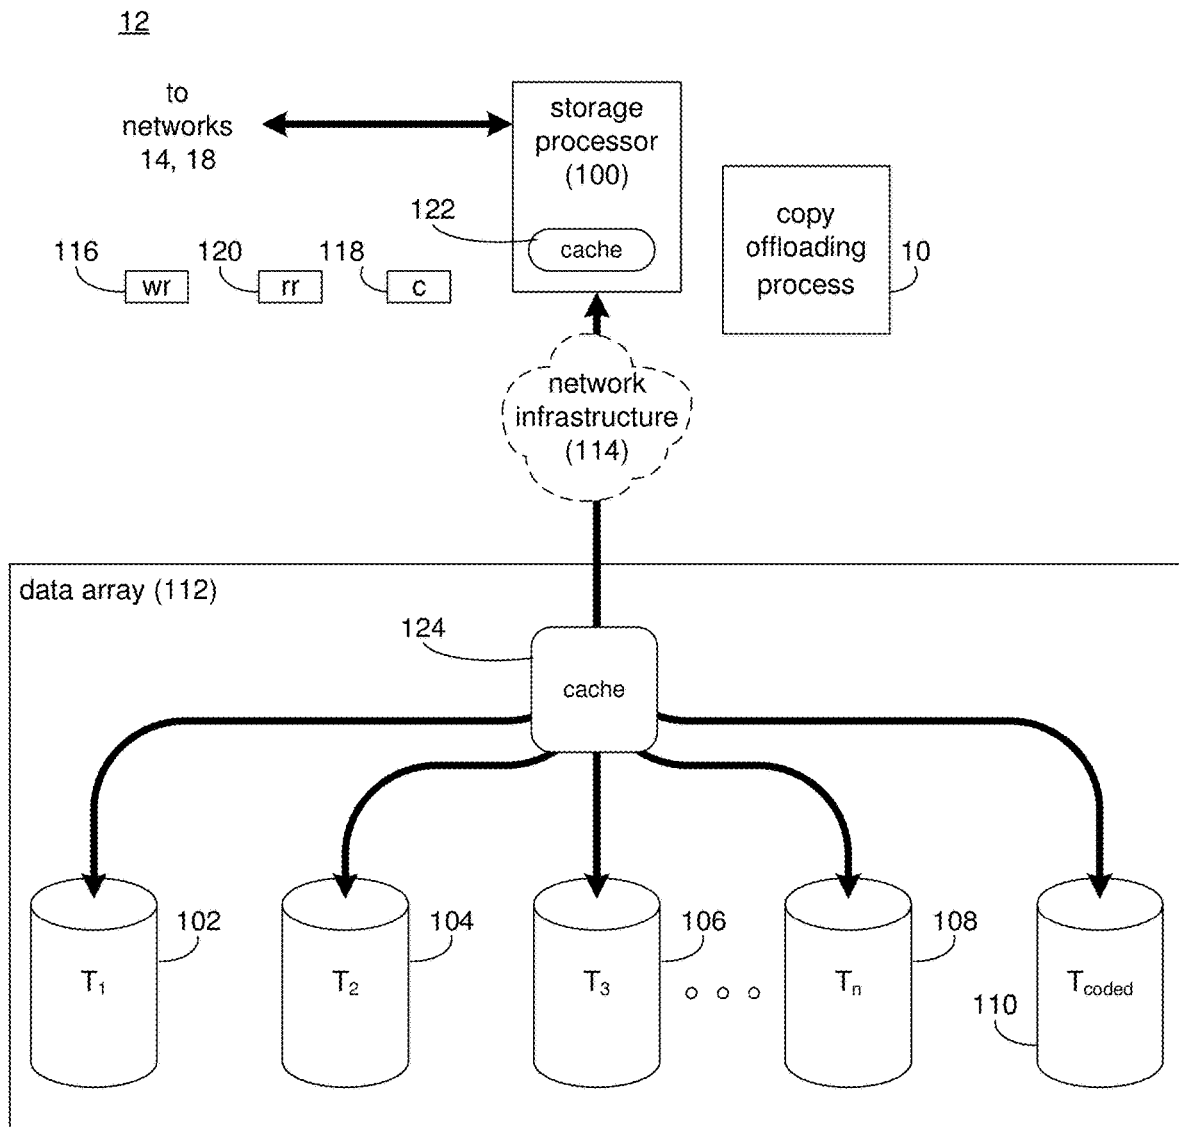 12
to
networks
14, 18
storage
processor
(100)
122
cache
copy
offloading
process
10
116
wr
120
rr
118
c
network
infrastructure
(114)
data array (112)
124
cache
102
T1
104
T2
106
T3
108
Tn
110
Tcoded